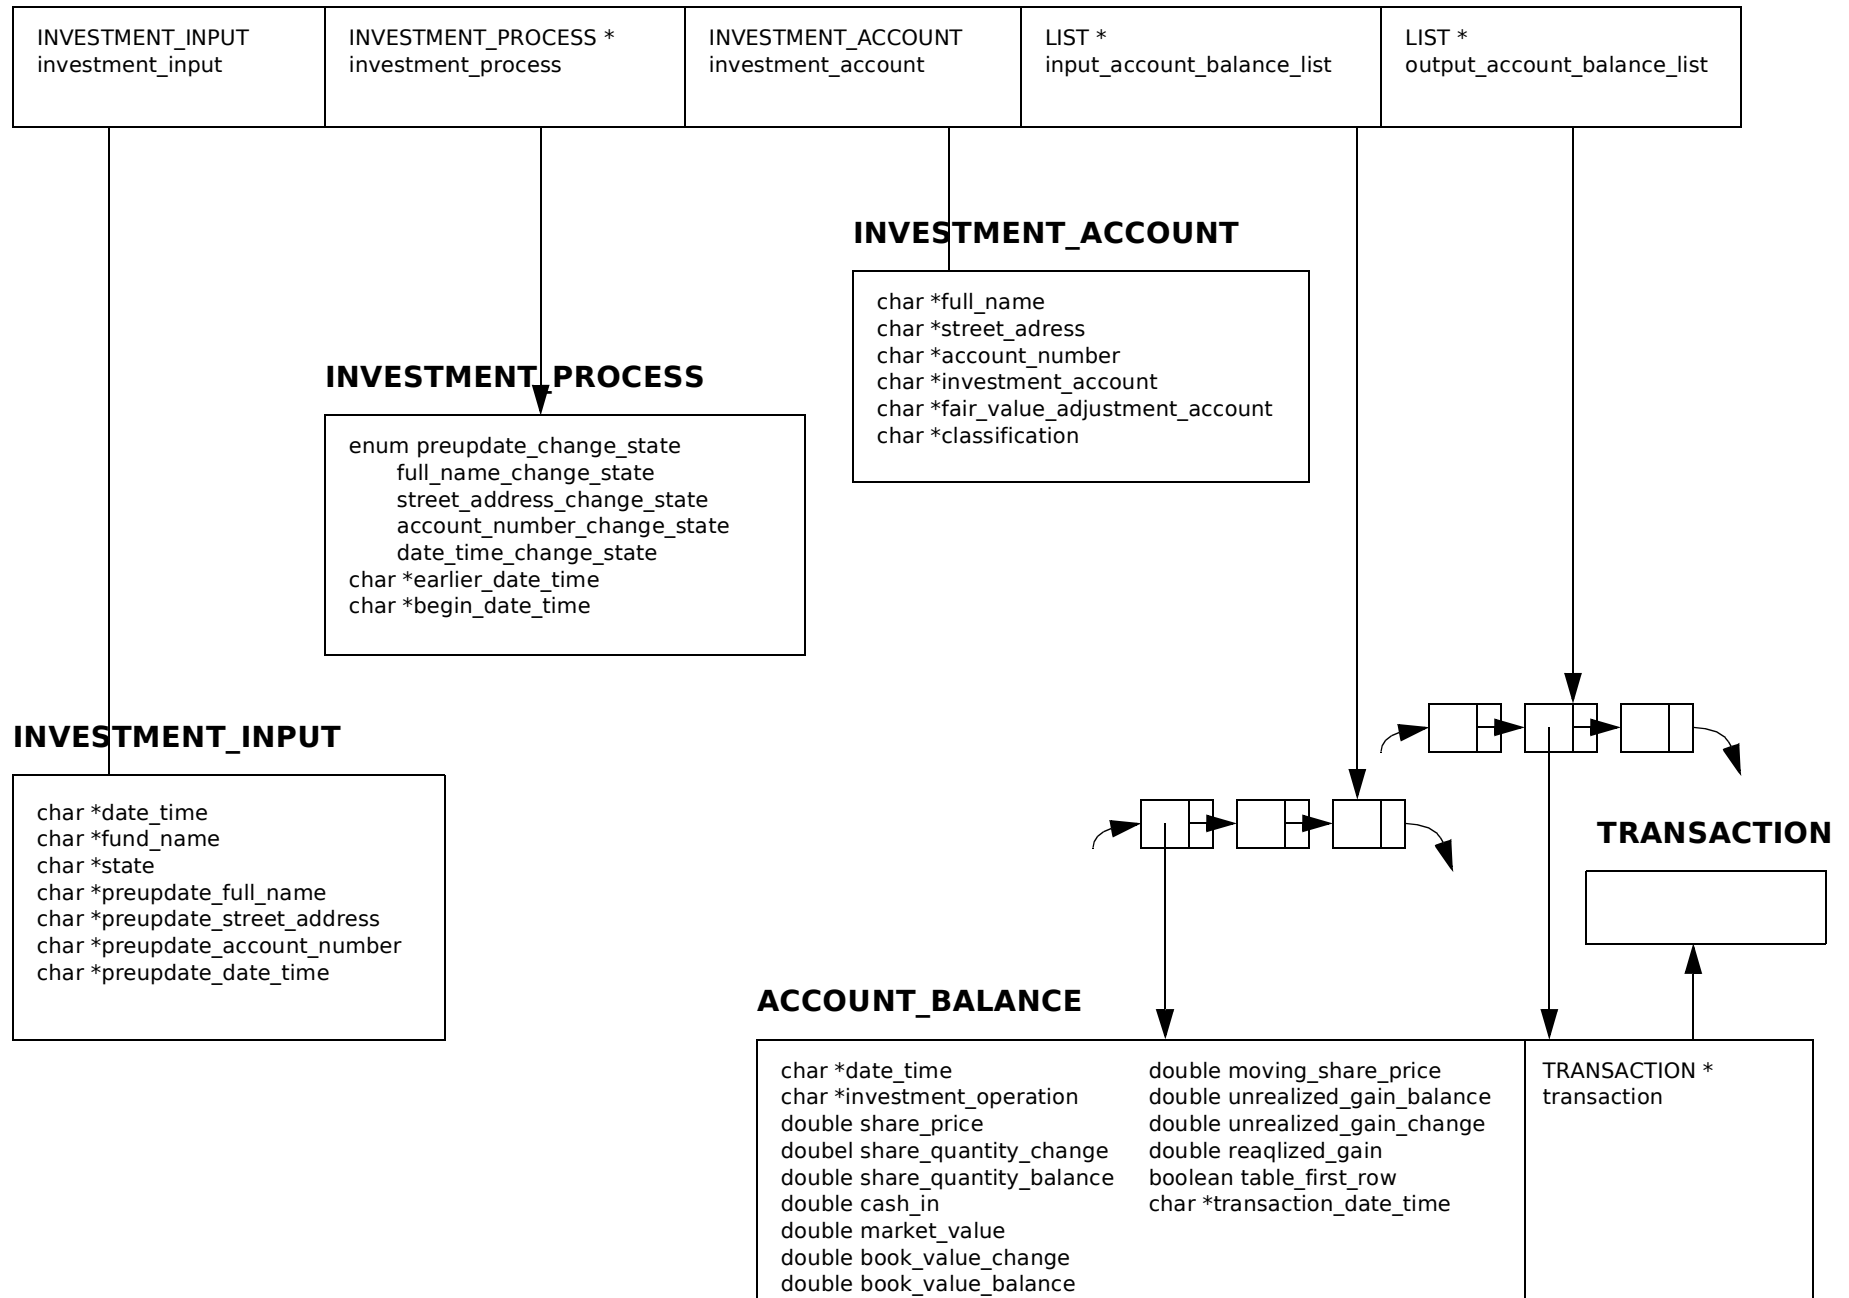 INVESTMENT_INPUT
investment_input
INVESTMENT_PROCESS *
investment_process
INVESTMENT_ACCOUNT
investment_account
LIST *
input_account_balance_list
LIST *
output_account_balance_list
INVESTMENT_ACCOUNT
char *full_name
char *street_adress
char *account_number
char *investment_account
char *fair_value_adjustment_account
char *classification
INVESTMENT_PROCESS
enum preupdate_change_state
full_name_change_state
street_address_change_state
account_number_change_state
date_time_change_state
char *earlier_date_time
char *begin_date_time
INVESTMENT_INPUT
char *date_time
char *fund_name
char *state
char *preupdate_full_name
char *preupdate_street_address
char *preupdate_account_number
char *preupdate_date_time
TRANSACTION
ACCOUNT_BALANCE
char *date_time
char *investment_operation
double share_price
doubel share_quantity_change
double share_quantity_balance
double cash_in
double market_value
double book_value_change
double book_value_balance
double moving_share_price
double unrealized_gain_balance
double unrealized_gain_change
double reaqlized_gain
boolean table_first_row
char *transaction_date_time
TRANSACTION *
transaction